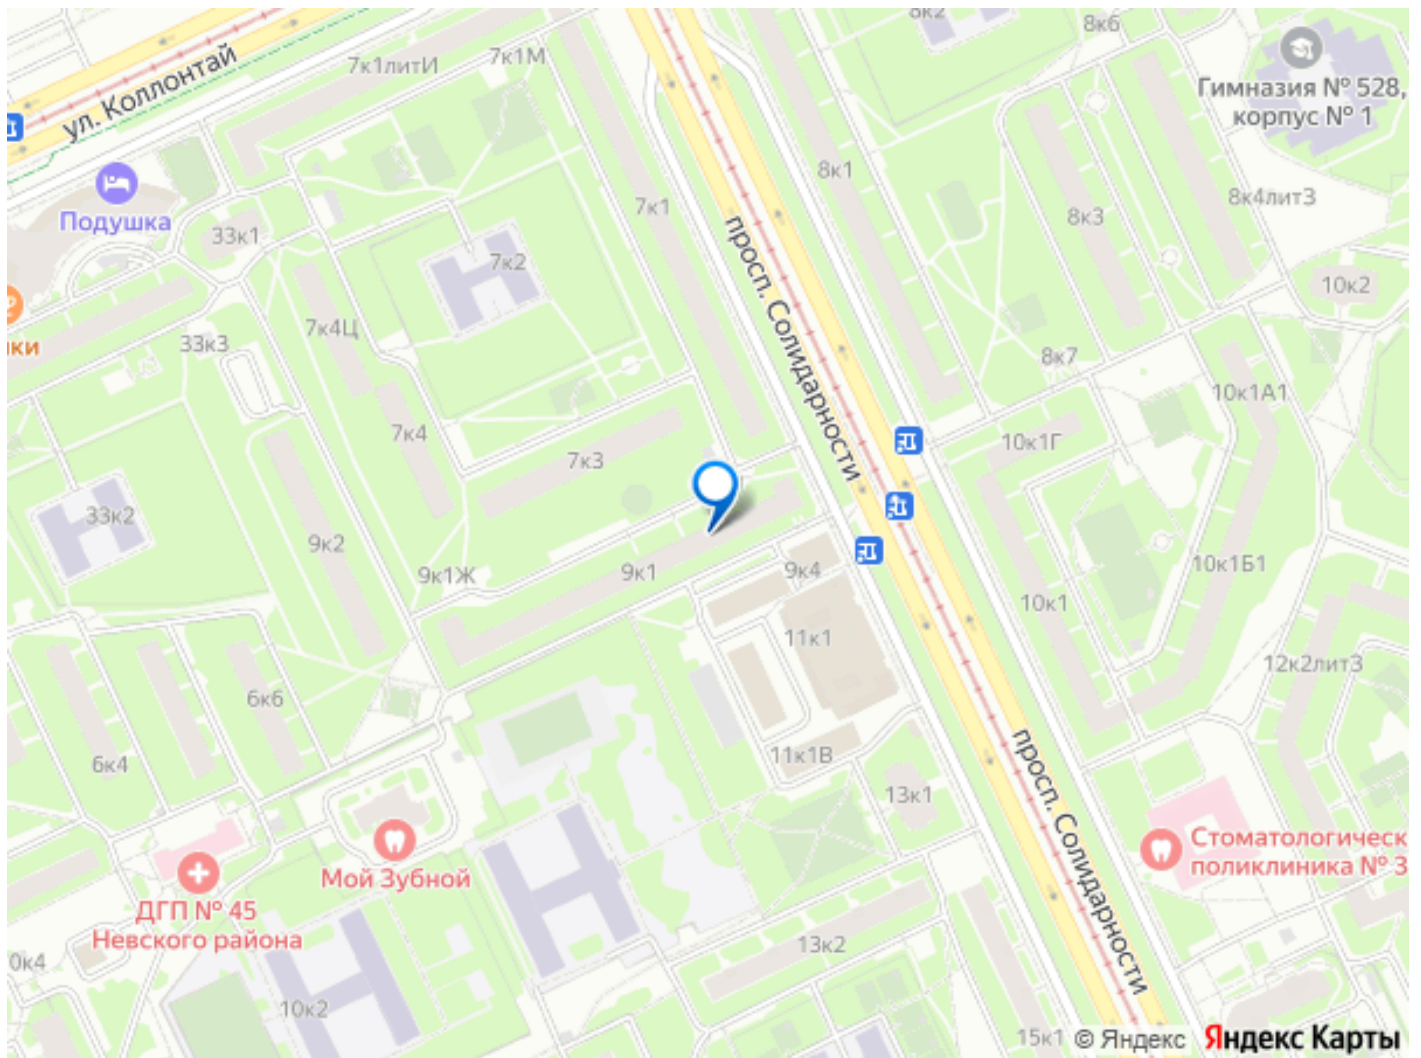 8к2
8к6
7к1М
7к1литИ
ул. Коллонтай
Гимназия № 528,
корпус № 1
8к1
8к4литЗ
Подушка
7к1
8к3
33к1
просп. Солидарности
7к2
10к2
7к4Ц
33к3
ки
8к7
10к1А1
7к4
10к1Г
7к3
33к2
9к2
9к1Ж
9к1
9к4
10к1Б1
10к1
11к1
12к2литЗ
6к6
просп. Солидарности
6к4
11к1В
13к1
Мой Зубной
Стоматологическ
поликлиника № 3
ДГП № 45
Невского района
13к2
0к4
10к2
15к1
© Яндекс
Яндекс Карты